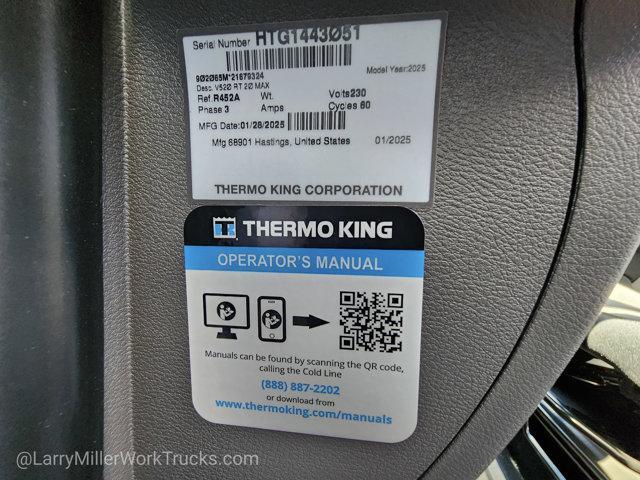 Serial Number HTG1443Ø51
Model Year:2025
9Ø2Ø65M*21679324
Desc. V52Ø RT 2Ø MAX
Ref.R452A Wt. Volts230
Phase 3 Amps Cycles 60
MFG Date:01/28/2025
Mfg 68901 Hastings, United States 01/2025
THERMO KING CORPORATION
THERMO KING
OPERATOR'S MANUAL
Manuals can be found by scanning the QR code,
calling the Cold Line
(888) 887-2202
or download from
www.thermoking.com/manuals
@LarryMillerWorkTrucks.com